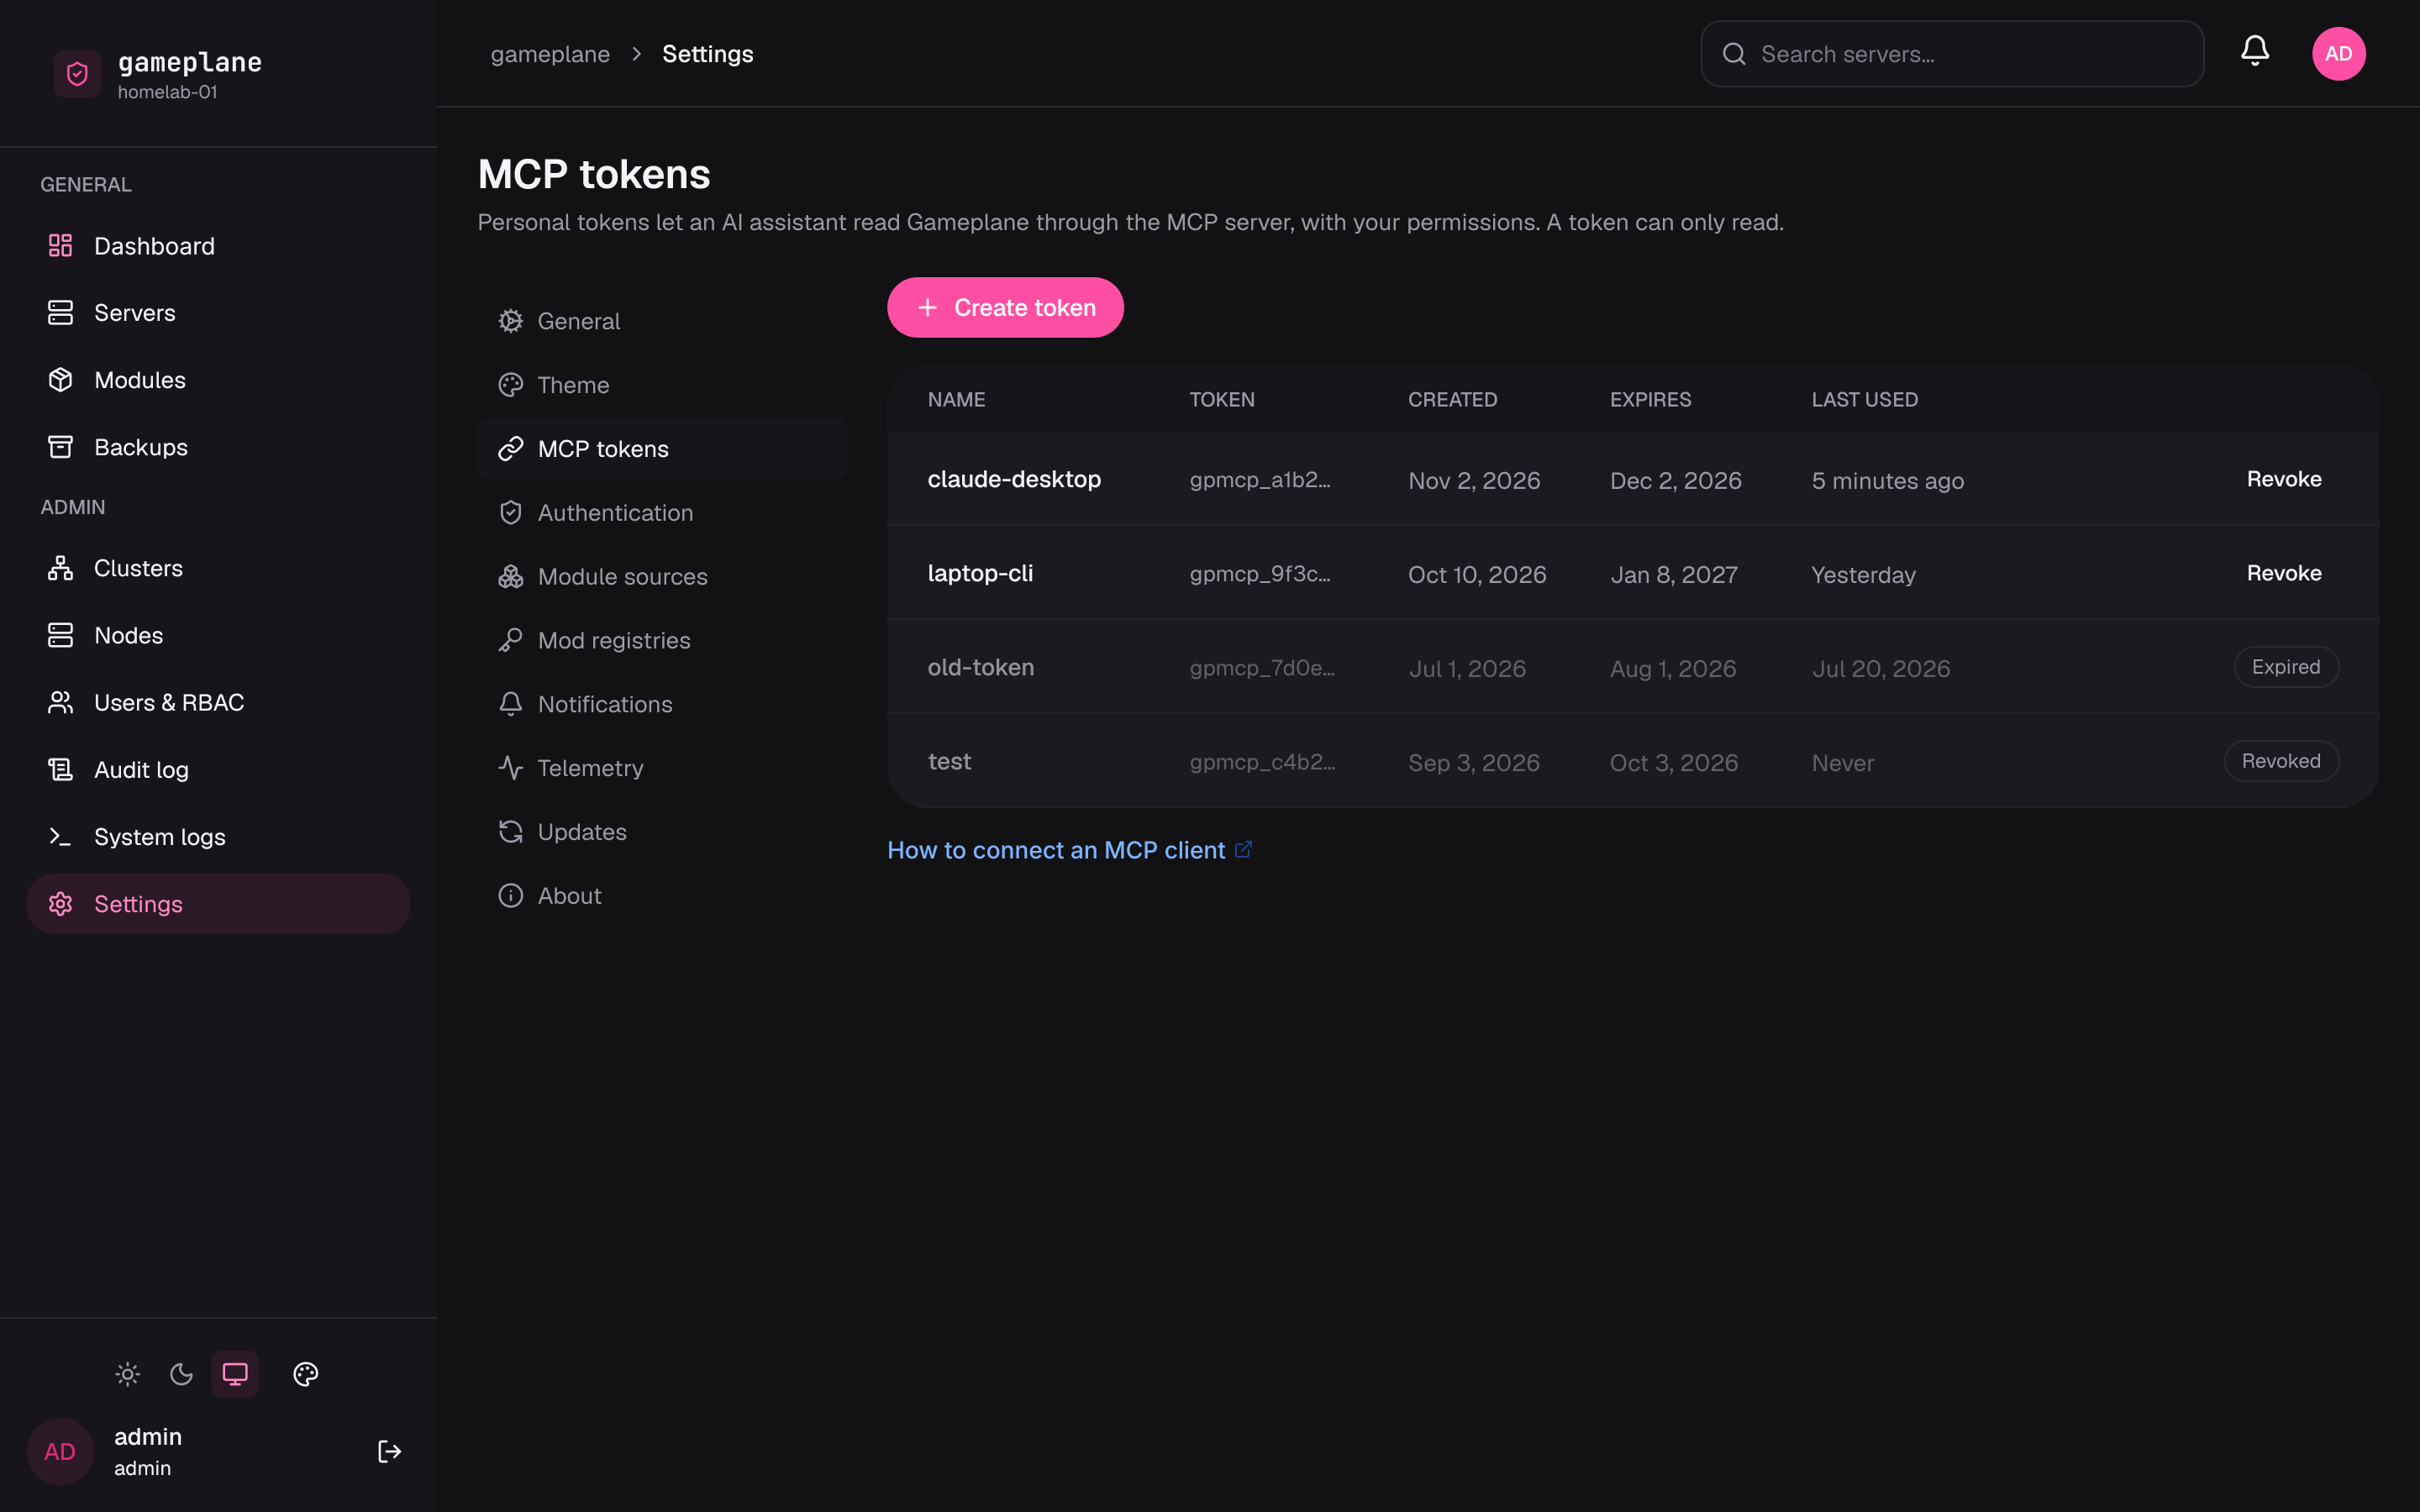 gameplane
homelab-01
GENERAL
Dashboard
Servers
Modules
Backups
ADMIN
Clusters
Nodes
Users & RBAC
Audit log
System logs
Settings
AD
admin
admin
gameplane > Settings
Search servers...
AD
MCP tokens
Personal tokens let an AI assistant read Gameplane through the MCP server, with your permissions. A token can only read.
General
Theme
MCP tokens
Authentication
Module sources
Mod registries
Notifications
Telemetry
Updates
About
+ Create token
NAME TOKEN CREATED EXPIRES LAST USED
claude-desktop gpmcp_a1b2... Nov 2, 2026 Dec 2, 2026 5 minutes ago Revoke
laptop-cli gpmcp_9f3c... Oct 10, 2026 Jan 8, 2027 Yesterday Revoke
old-token gpmcp_7d0e... Jul 1, 2026 Aug 1, 2026 Jul 20, 2026 Expired
test gpmcp_c4b2... Sep 3, 2026 Oct 3, 2026 Never Revoked
How to connect an MCP client